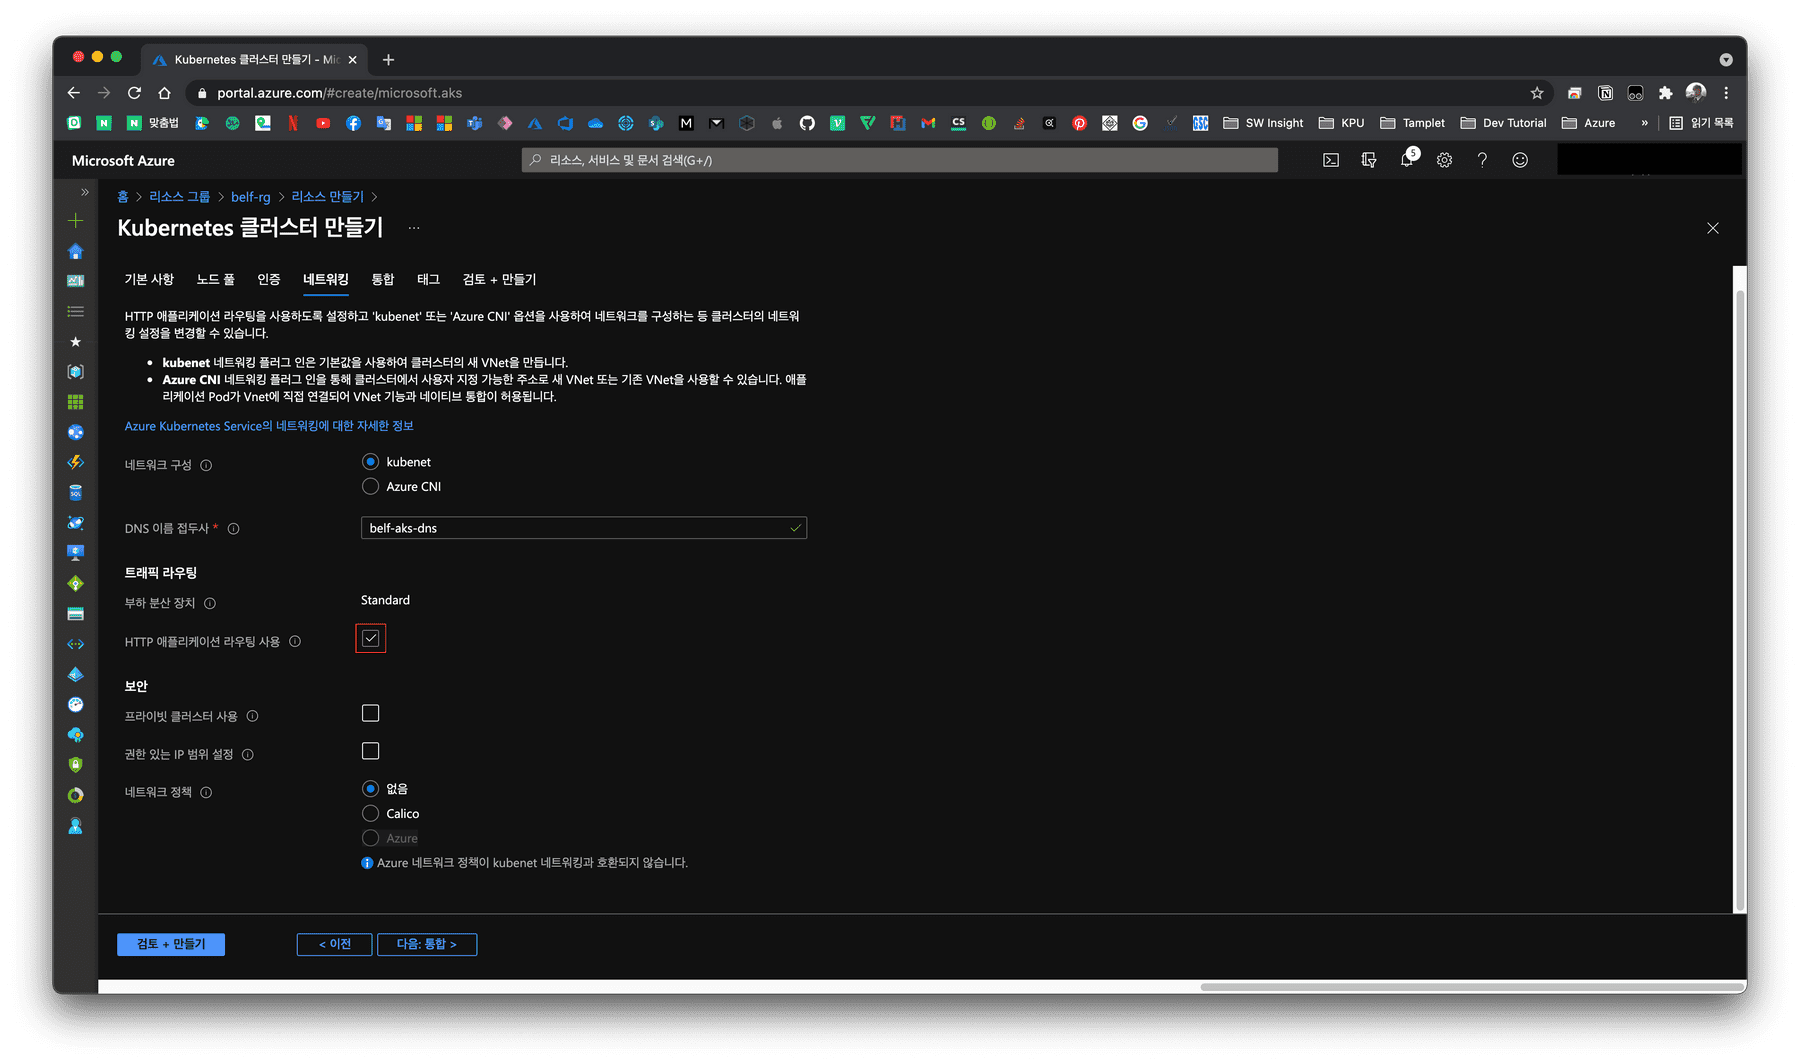 Kubernetes 클러스터 만들기 - Mic
portal.azure.com/#create/microsoft.aks
맞춤법
SW Insight
KPU
Tamplet
Dev Tutorial
Azure
»
읽기 목록
Microsoft Azure
리소스, 서비스 및 문서 검색(G+/)
5
홈 > 리소스 그룹 > belf-rg > 리소스 만들기 >
Kubernetes 클러스터 만들기 ...
기본 사항 노드 풀 인증 네트워킹 통합 태그 검토 + 만들기
HTTP 애플리케이션 라우팅을 사용하도록 설정하고 'kubenet' 또는 'Azure CNI' 옵션을 사용하여 네트워크를 구성하는 등 클러스터의 네트워
킹 설정을 변경할 수 있습니다.
• kubenet 네트워킹 플러그 인은 기본값을 사용하여 클러스터의 새 VNet을 만듭니다.
• Azure CNI 네트워킹 플러그 인을 통해 클러스터에서 사용자 지정 가능한 주소로 새 VNet 또는 기존 VNet을 사용할 수 있습니다. 애플
리케이션 Pod가 Vnet에 직접 연결되어 VNet 기능과 네이티브 통합이 허용됩니다.
Azure Kubernetes Service의 네트워킹에 대한 자세한 정보
네트워크 구성
kubenet
Azure CNI
DNS 이름 접두사 *
belf-aks-dns
트래픽 라우팅
부하 분산 장치
Standard
HTTP 애플리케이션 라우팅 사용
보안
프라이빗 클러스터 사용
권한 있는 IP 범위 설정
네트워크 정책
없음
Calico
Azure
Azure 네트워크 정책이 kubenet 네트워킹과 호환되지 않습니다.
검토 + 만들기
< 이전
다음: 통합 >